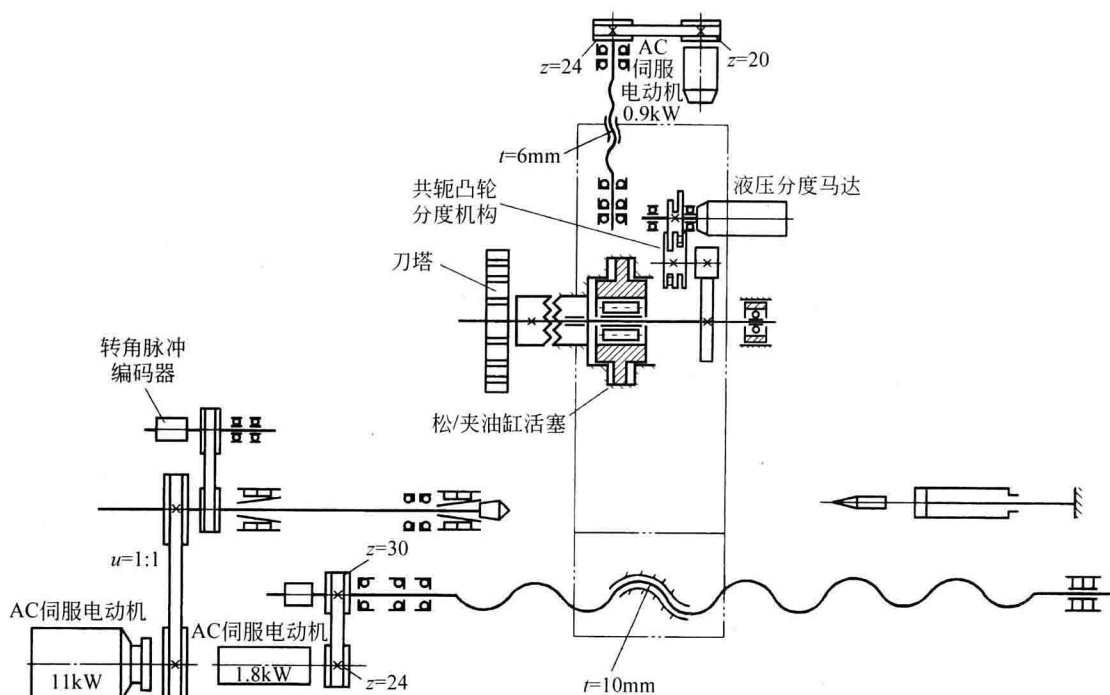 z=24
AC
伺服
电动机
0.9kW
z=20
t=6mm
共轭凸轮
分度机构
液压分度马达
刀塔
转角脉冲
编码器
松/夹油缸活塞
u=1:1
z=30
AC伺服电动机
11kW
AC伺服电动机
1.8kW
z=24
t=10mm